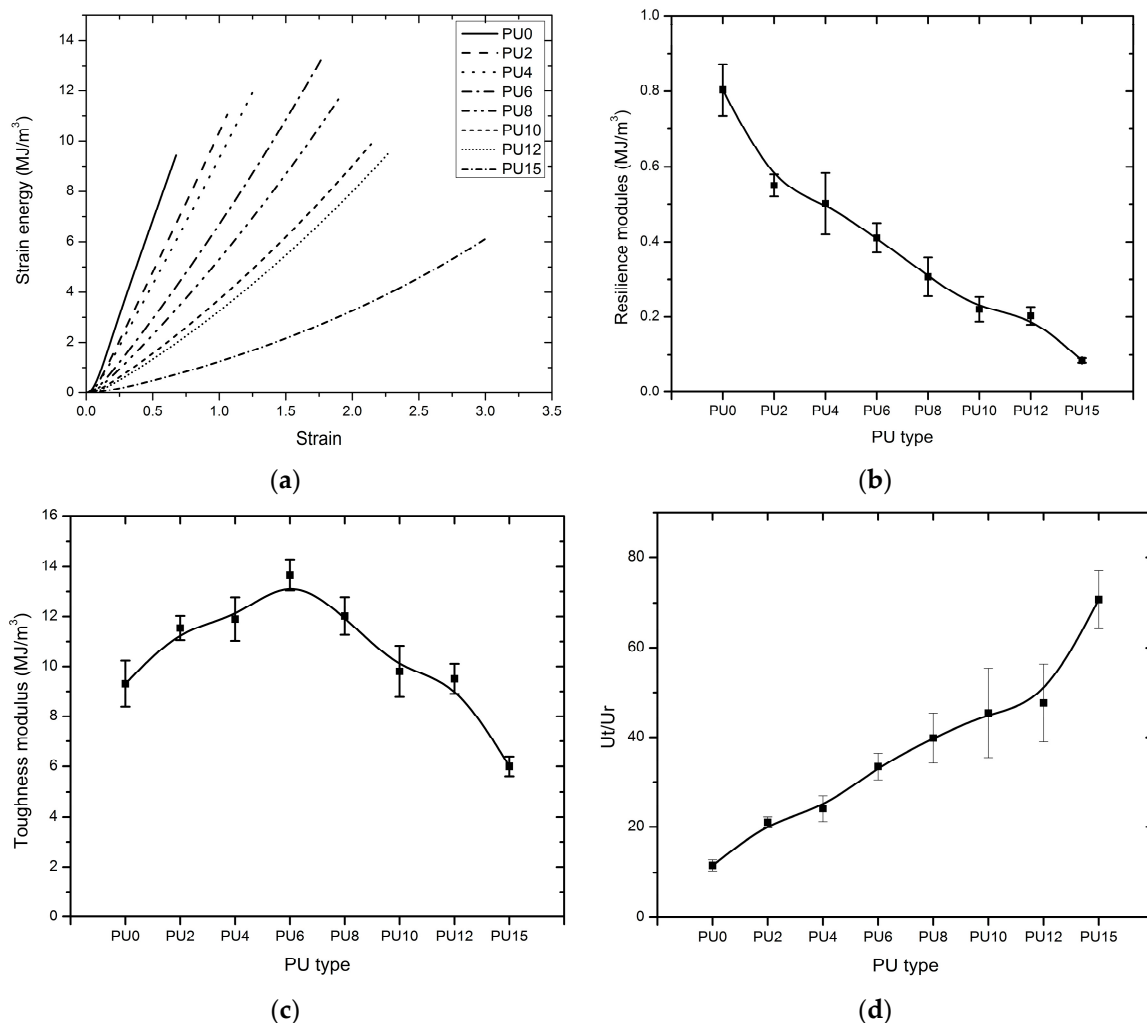 14
12
10
8
6
4
2
0
Strain energy (MJ/m³)
0.0 0.5 1.0 1.5 2.0 2.5 3.0 3.5
Strain
PU0
PU2
PU4
PU6
PU8
PU10
PU12
PU15
(a)
1.0
0.8
0.6
0.4
0.2
0.0
Resilience modules (MJ/m³)
PU0 PU2 PU4 PU6 PU8 PU10 PU12 PU15
PU type
(b)
16
14
12
10
8
6
4
2
0
Toughness modulus (MJ/m³)
PU0 PU2 PU4 PU6 PU8 PU10 PU12 PU15
PU type
(c)
80
60
40
20
0
Ut/Ur
PU0 PU2 PU4 PU6 PU8 PU10 PU12 PU15
PU type
(d)